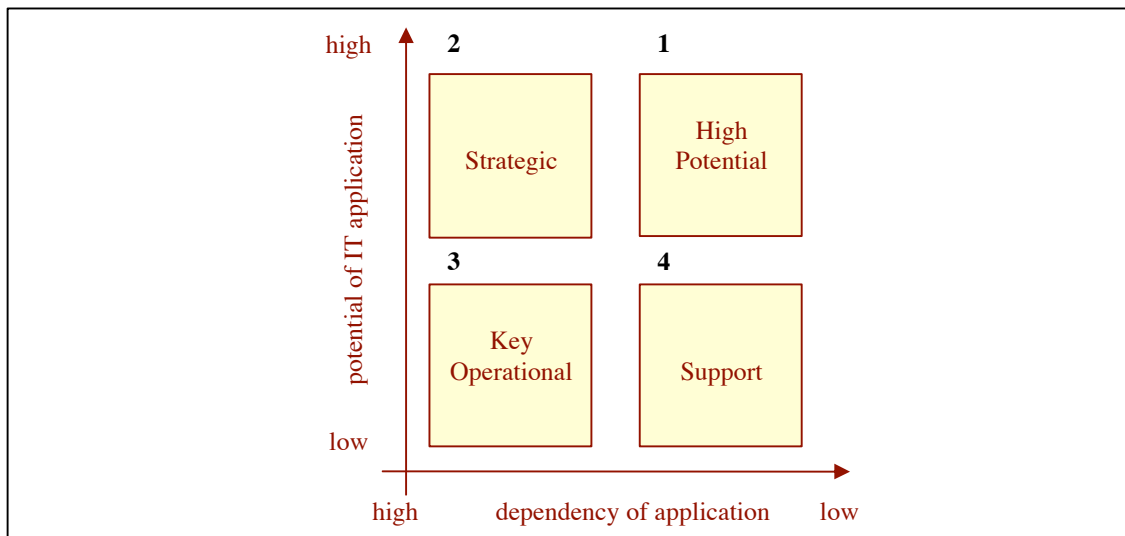 high
2
1
Strategic
High
Potential
potential of IT application
3
4
Key
Operational
Support
low
high
dependency of application
low